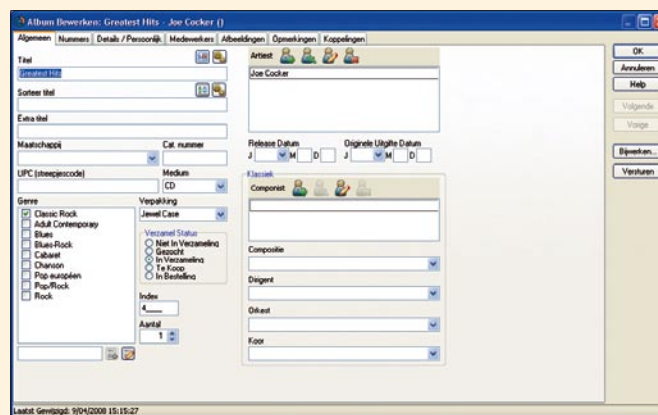 Album Bewerken: Greatest Hits - Joe Cocker ()
Algemeen Nummers Details / Persoonlijk Medewerkers Afbeeldingen Opmerkingen Koppelingen
Titel
Greatest Hits
Sorteer titel
Extra titel
Maatschappij Cat. nummer
UPC (streepjescode) Medium
CD
Genre Verpakking
Jewel Case
Classic Rock
Adult Contemporary
Blues
Blues-Rock
Cabaret
Chanson
Pop européen
Pop/Rock
Rock
Verzamel Status
Niet In Verzameling
Gezocht
In Verzameling
Te Koop
In Bestelling
Index
4____
Aantal
1
Artiest
Joe Cocker
Release Datum Originele Uitgifte Datum
J M D J M D
Klassiek
Componist
Compositie
Dirigent
Orkest
Koor
OK
Annuleren
Help
Volgende
Vorige
Bijwerken...
Versturen
Laatst Gewijzigd: 9/04/2008 15:15:27